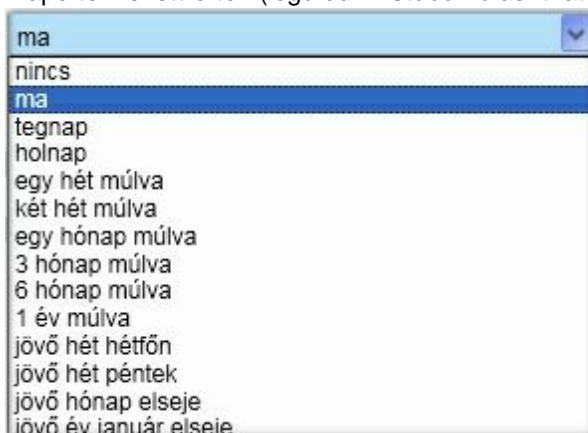 ma
nincs
ma
tegnap
holnap
egy hét múlva
két hét múlva
egy hónap múlva
3 hónap múlva
6 hónap múlva
1 év múlva
jövő hét hétfőn
jövő hét péntek
jövő hónap elseje
jövő év január elseje